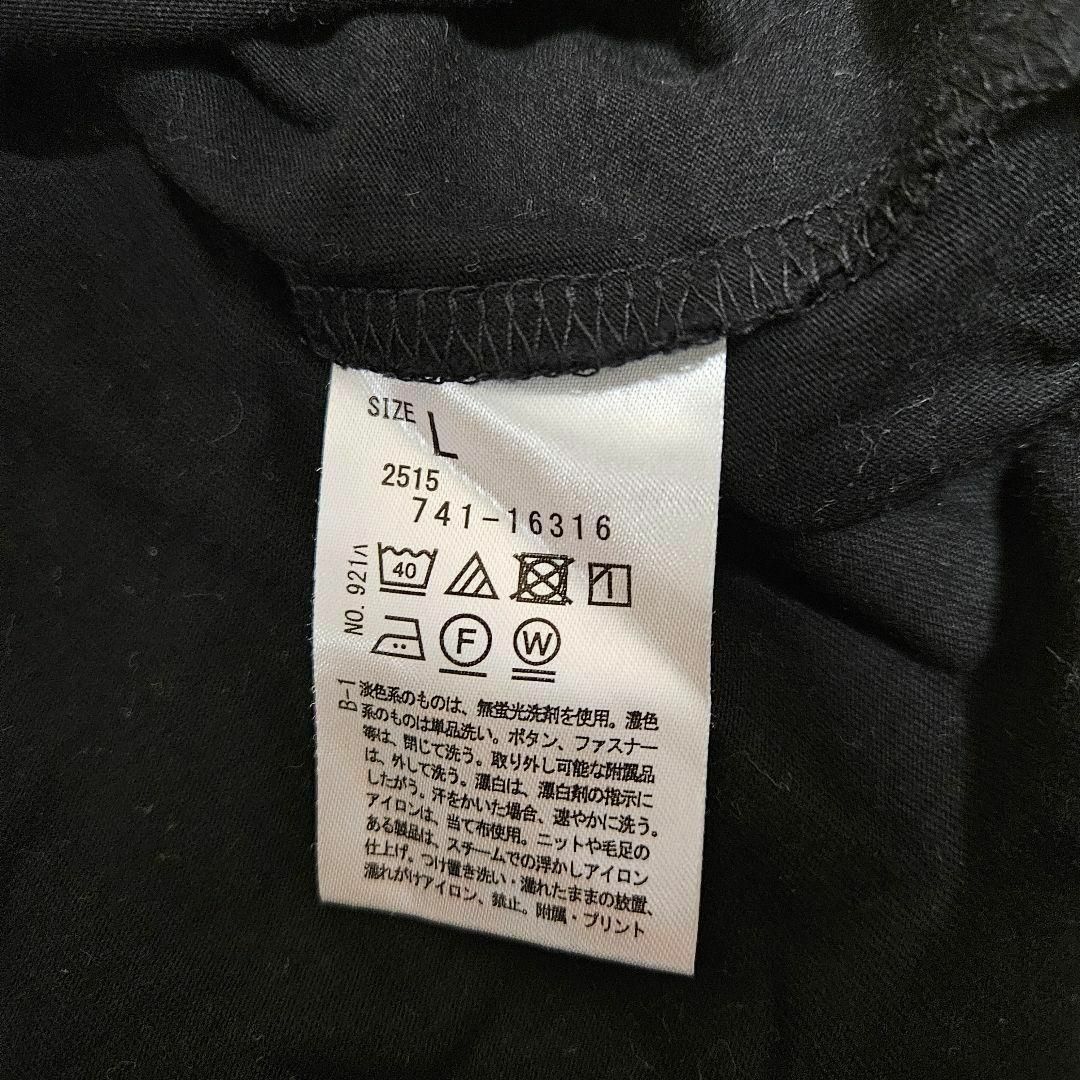 SIZE L
2515
741-16316
NO. 921ハ
40
1
F
W
B-1
淡色系のものは、無蛍光洗剤を使用。濃色
系のものは単品洗い。ボタン、ファスナー
等は、閉じて洗う。取り外し可能な附属品
は、外して洗う。漂白は、漂白剤の指示に
したがう。汗をかいた場合、速やかに洗う。
アイロンは、当て布使用。ニットや毛足の
ある製品は、スチームでの浮かしアイロン
仕上げ。つけ置き洗い・濡れたままの放置、
濡れがけアイロン、禁止。附属・プリント